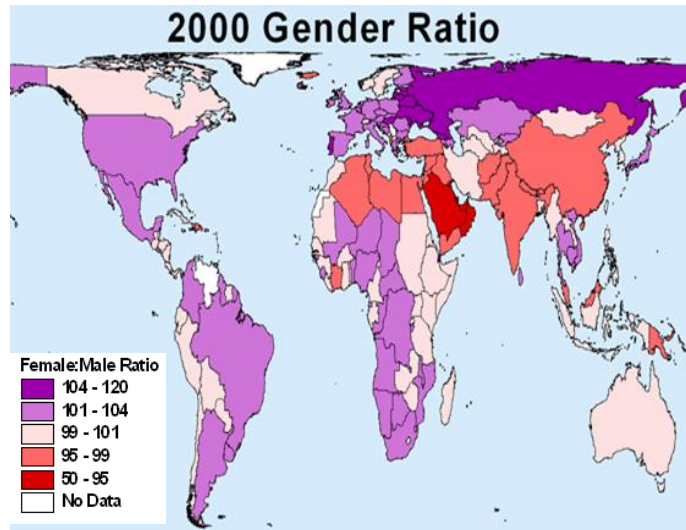 2000 Gender Ratio
Female:Male Ratio
104 - 120
101 - 104
99 - 101
95 - 99
50 - 95
No Data